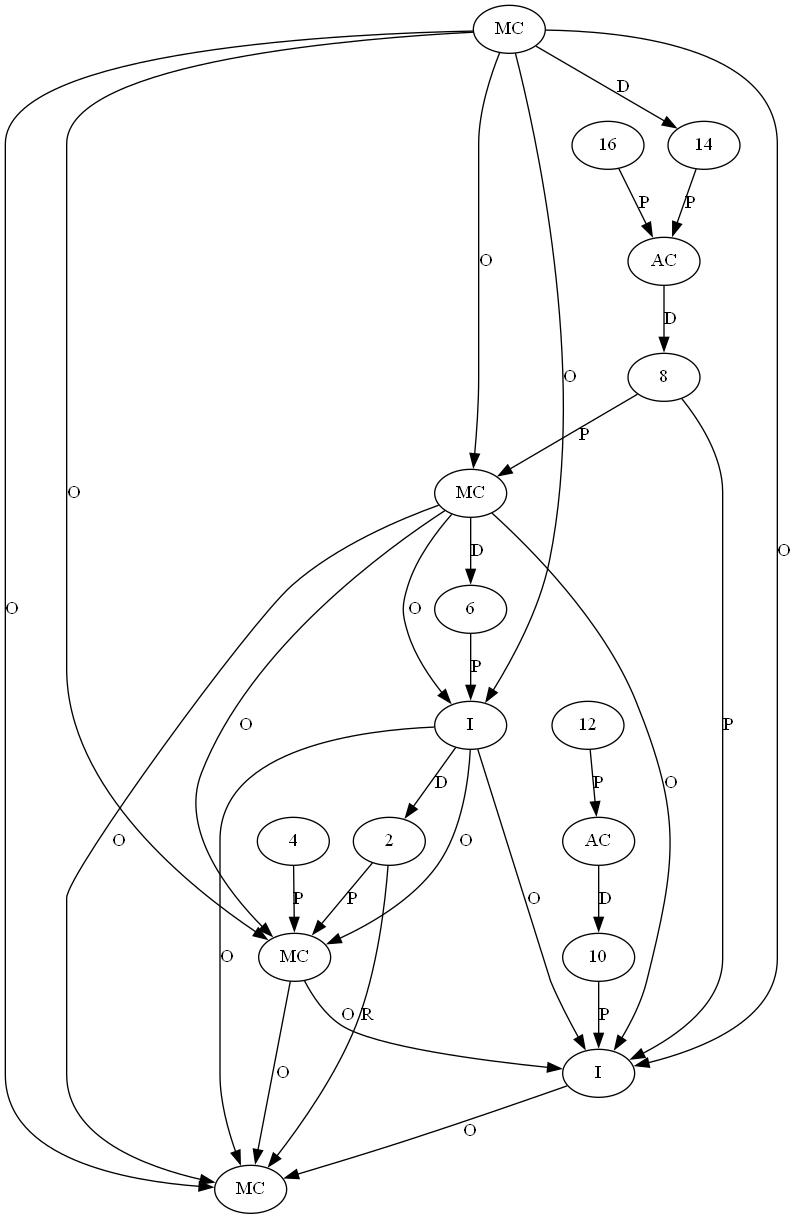 MC
D
16 14
P P
O AC
D
O
8
P
O MC
O
D
O 6
O
P
O I 12
O
D P O
O 4 2 O AC
P P O D
O MC 10
O R P
O I
O
MC